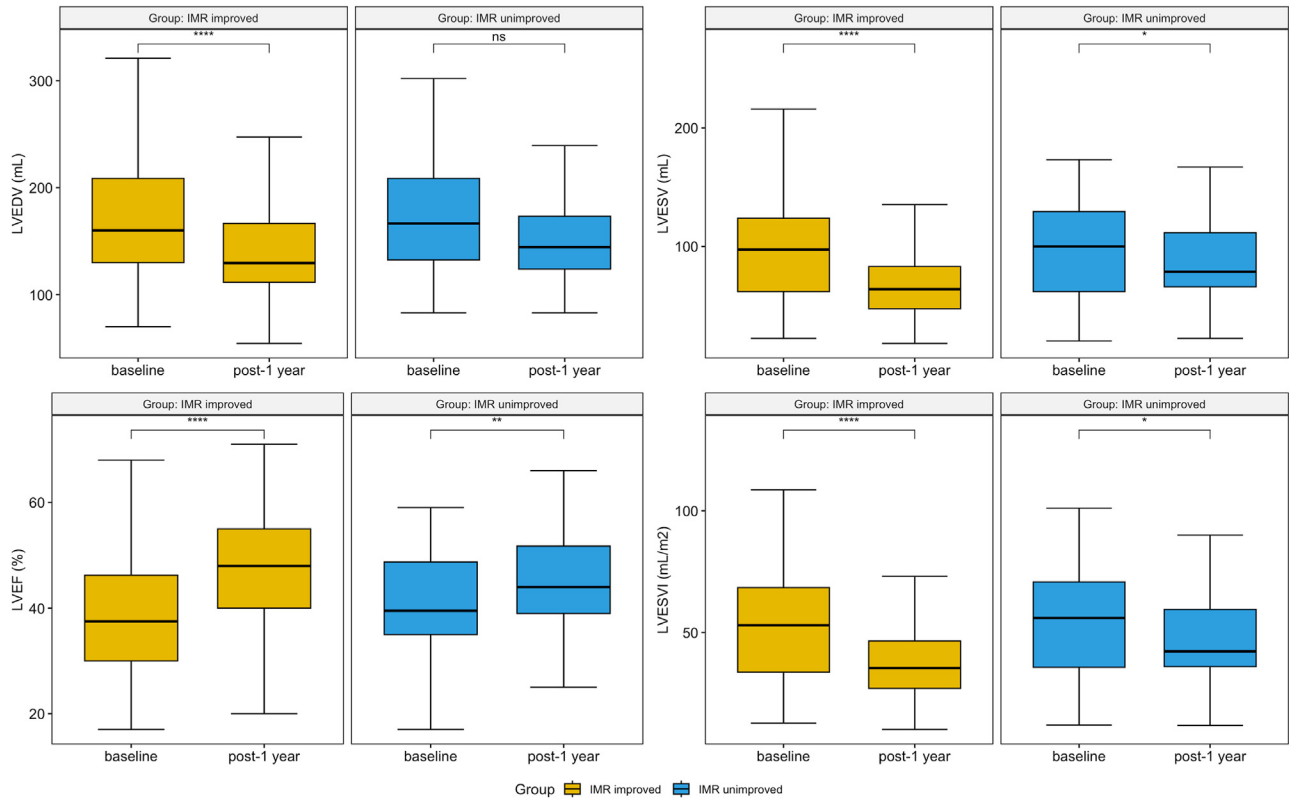 Group: IMR improved
Group: IMR unimproved
****
ns
LVEDV (mL)
300
200
100
baseline
post-1 year
baseline
post-1 year
Group: IMR improved
Group: IMR unimproved
****
*
LVESV (mL)
200
100
baseline
post-1 year
baseline
post-1 year
Group: IMR improved
Group: IMR unimproved
****
**
LVEF (%)
60
40
20
baseline
post-1 year
baseline
post-1 year
Group: IMR improved
Group: IMR unimproved
****
*
LVESVI (mL/m2)
100
50
baseline
post-1 year
baseline
post-1 year
Group IMR improved IMR unimproved